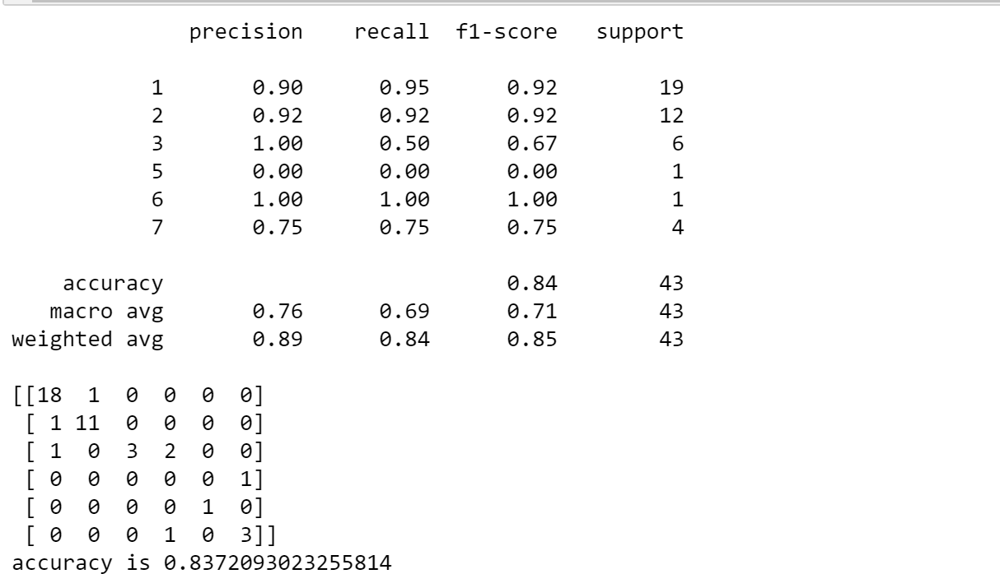 precision    recall  f1-score   support

           1       0.90      0.95      0.92        19
           2       0.92      0.92      0.92        12
           3       1.00      0.50      0.67         6
           5       0.00      0.00      0.00         1
           6       1.00      1.00      1.00         1
           7       0.75      0.75      0.75         4

    accuracy                           0.84        43
   macro avg       0.76      0.69      0.71        43
weighted avg       0.89      0.84      0.85        43

[[18  1  0  0  0  0]
 [ 1 11  0  0  0  0]
 [ 1  0  3  2  0  0]
 [ 0  0  0  0  0  1]
 [ 0  0  0  0  1  0]
 [ 0  0  0  1  0  3]]
accuracy is 0.8372093023255814